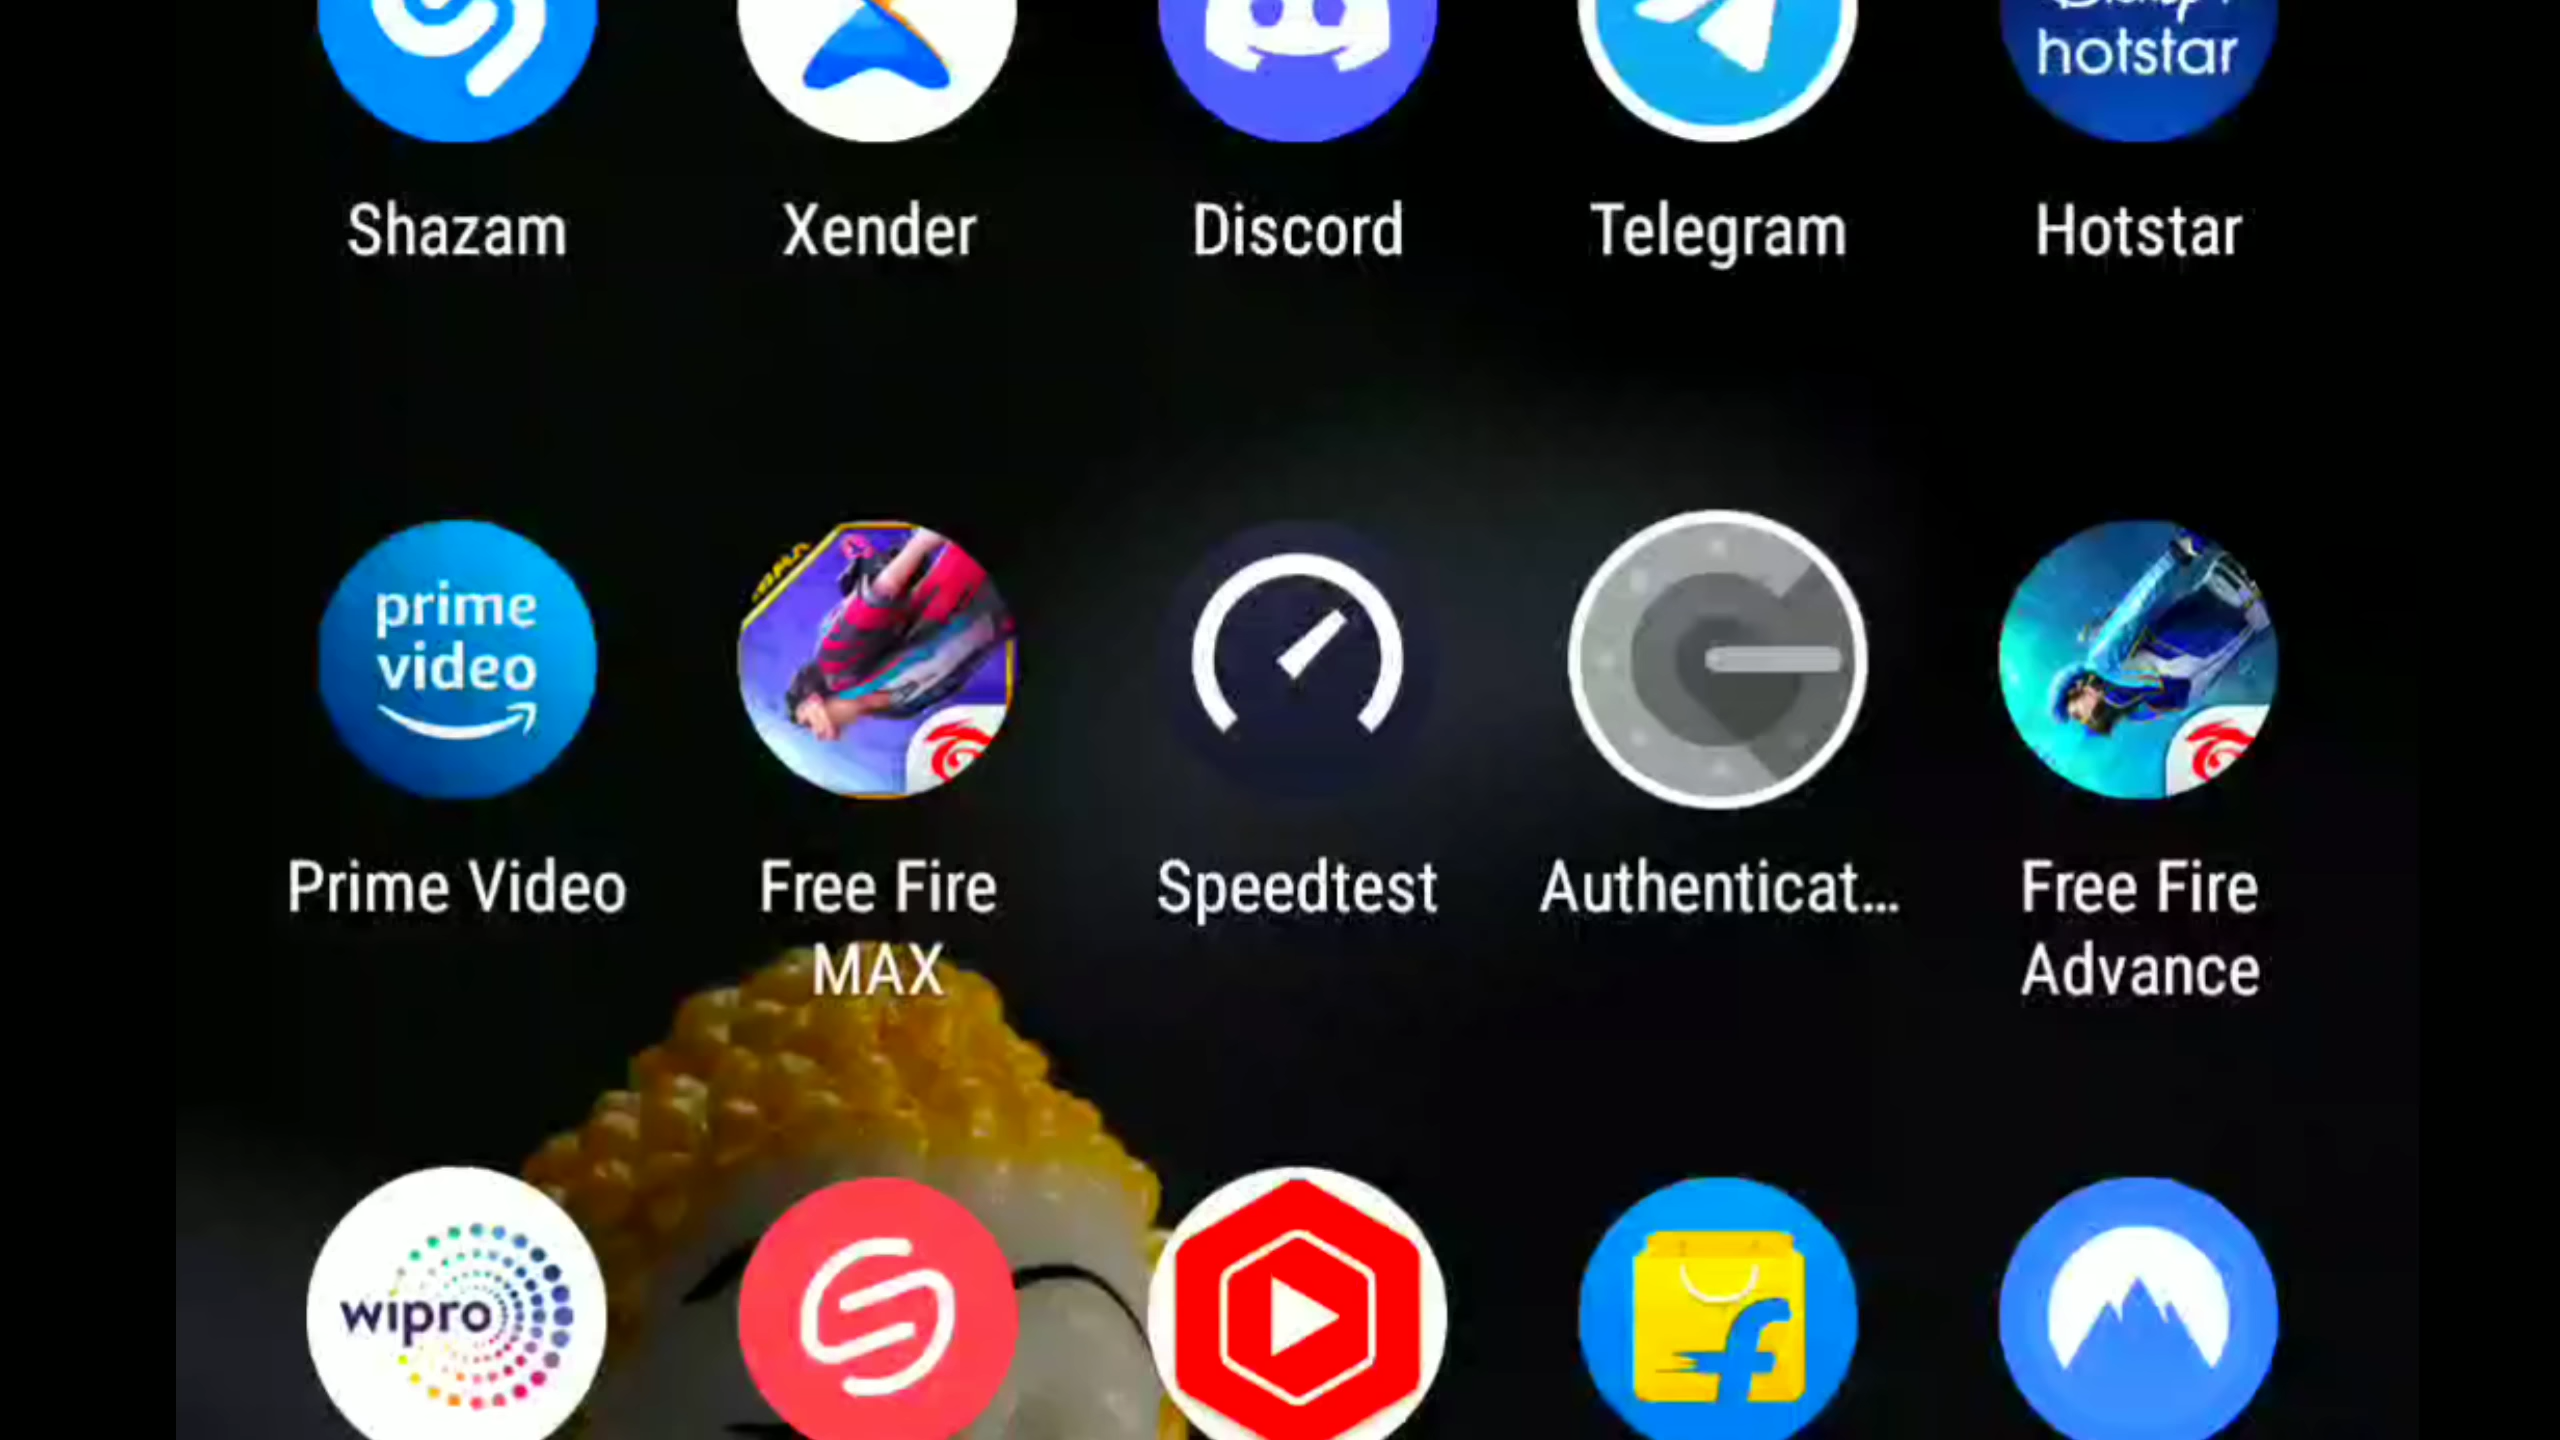 hotstar
Shazam
Xender
Discord
Telegram
Hotstar
prime
video
Prime Video
Free Fire
MAX
Speedtest
Authenticat...
Free Fire
Advance
wipro
f